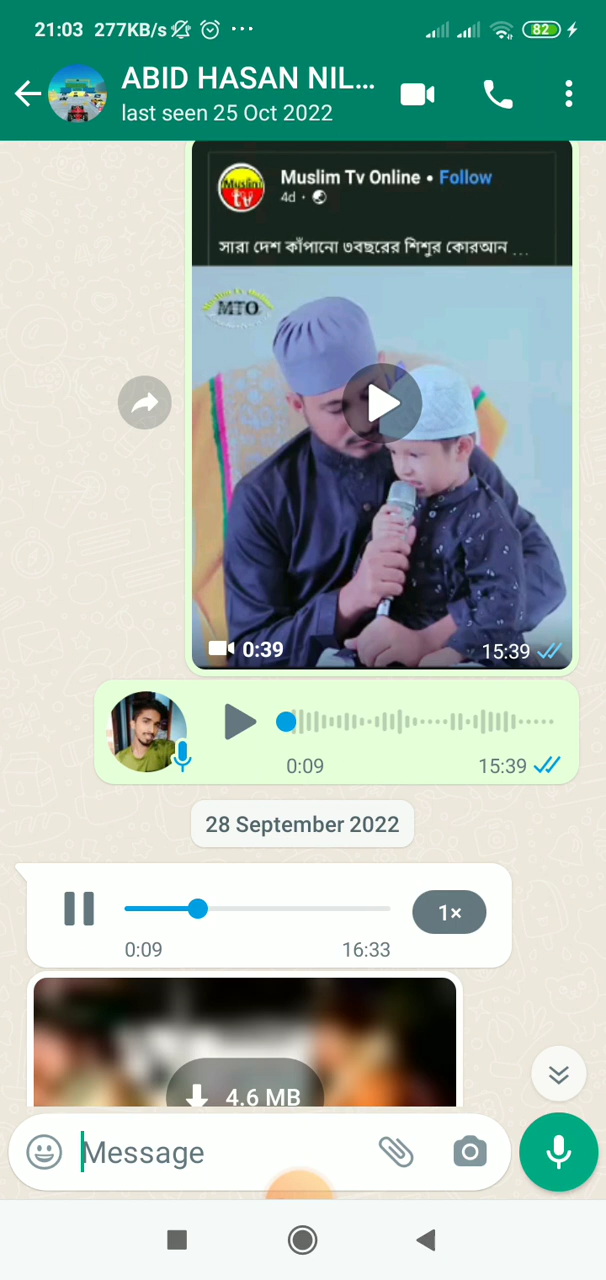 21:03 277KB/s ... 82
ABID HASAN NIL...
last seen 25 Oct 2022
Muslim Tv Online • Follow
4d ·
সারা দেশ কাঁপানো ৩বছরের শিশুর কোরআন ...
MTO
0:39 15:39
0:09 15:39
28 September 2022
1×
0:09 16:33
4.6 MB
Message